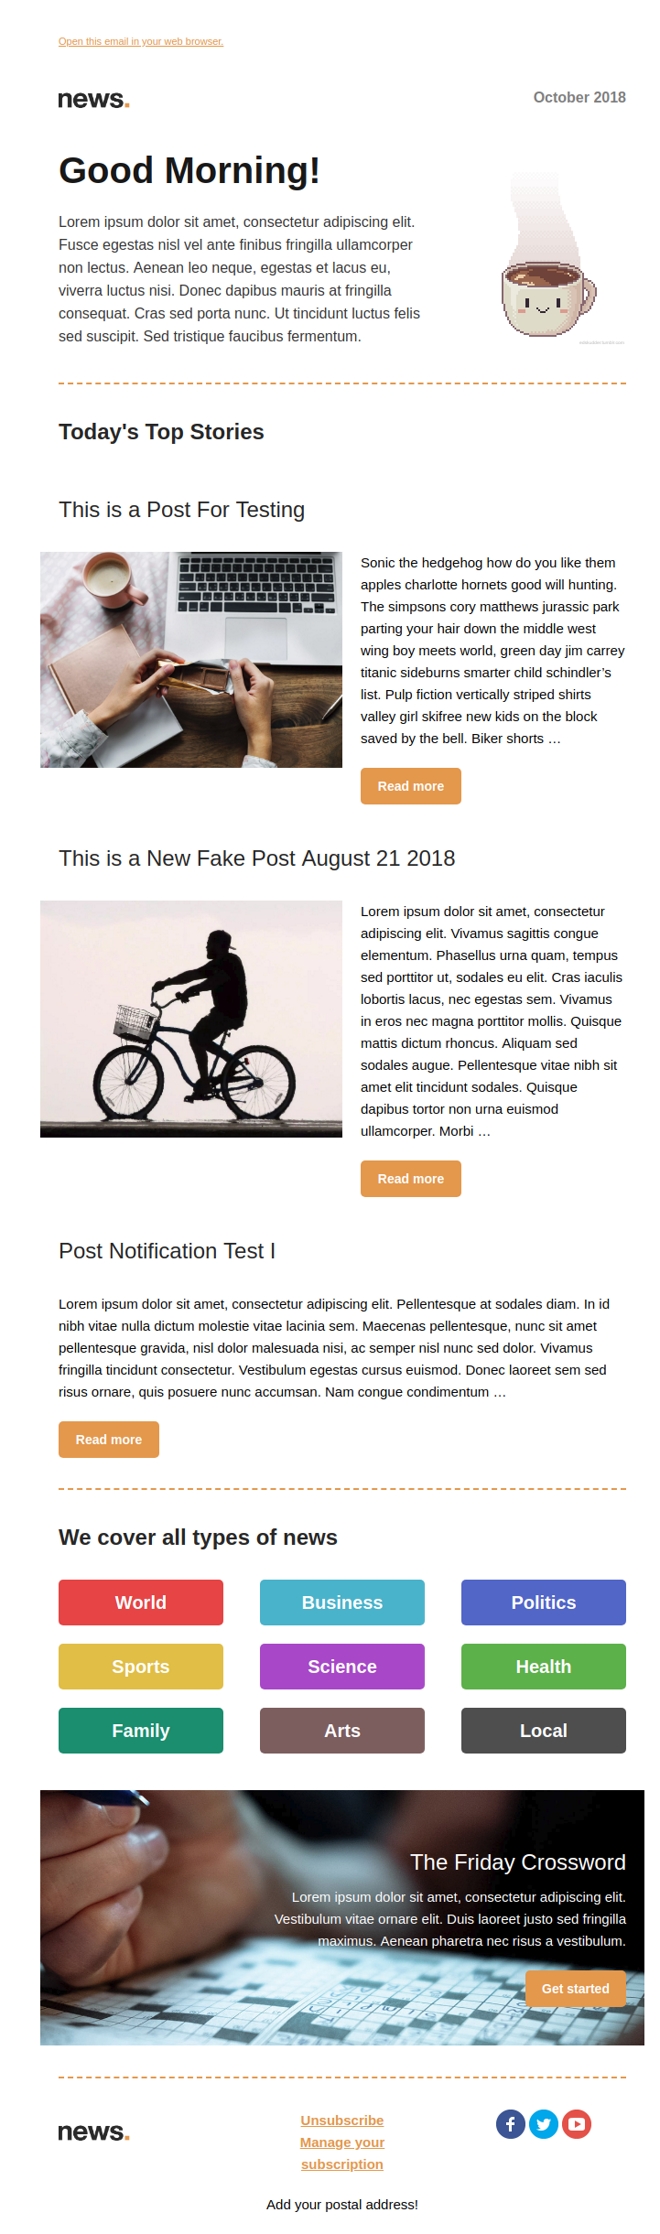 Open this email in your web browser.
news.
October 2018
Good Morning!
Lorem ipsum dolor sit amet, consectetur adipiscing elit.
Fusce egestas nisl vel ante finibus fringilla ullamcorper
non lectus. Aenean leo neque, egestas et lacus eu,
viverra luctus nisi. Donec dapibus mauris at fringilla
consequat. Cras sed porta nunc. Ut tincidunt luctus felis
sed suscipit. Sed tristique faucibus fermentum.
Today's Top Stories
This is a Post For Testing
Sonic the hedgehog how do you like them
apples charlotte hornets good will hunting.
The simpsons cory matthews jurassic park
parting your hair down the middle west
wing boy meets world, green day jim carrey
titanic sideburns smarter child schindler’s
list. Pulp fiction vertically striped shirts
valley girl skifree new kids on the block
saved by the bell. Biker shorts …
Read more
This is a New Fake Post August 21 2018
Lorem ipsum dolor sit amet, consectetur
adipiscing elit. Vivamus sagittis congue
elementum. Phasellus urna quam, tempus
sed porttitor ut, sodales eu elit. Cras iaculis
lobortis lacus, nec egestas sem. Vivamus
in eros nec magna porttitor mollis. Quisque
mattis dictum rhoncus. Aliquam sed
sodales augue. Pellentesque vitae nibh sit
amet elit tincidunt sodales. Quisque
dapibus tortor non urna euismod
ullamcorper. Morbi …
Read more
Post Notification Test I
Lorem ipsum dolor sit amet, consectetur adipiscing elit. Pellentesque at sodales diam. In id
nibh vitae nulla dictum molestie vitae lacinia sem. Maecenas pellentesque, nunc sit amet
pellentesque gravida, nisl dolor malesuada nisi, ac semper nisl nunc sed dolor. Vivamus
fringilla tincidunt consectetur. Vestibulum egestas cursus euismod. Donec laoreet sem sed
risus ornare, quis posuere nunc accumsan. Nam congue condimentum …
Read more
We cover all types of news
World
Business
Politics
Sports
Science
Health
Family
Arts
Local
The Friday Crossword
Lorem ipsum dolor sit amet, consectetur adipiscing elit.
Vestibulum vitae ornare elit. Duis laoreet justo sed fringilla
maximus. Aenean pharetra nec risus a vestibulum.
Get started
news.
Unsubscribe
Manage your
subscription
Add your postal address!